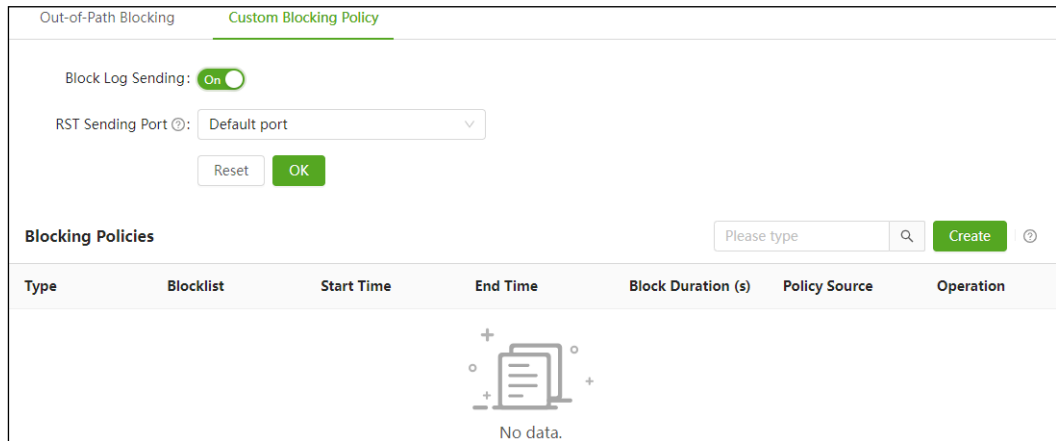 Out-of-Path Blocking Custom Blocking Policy
Block Log Sending: On
RST Sending Port ?: Default port
Reset OK
Blocking Policies Please type Create ?
Type Blocklist Start Time End Time Block Duration (s) Policy Source Operation
No data.